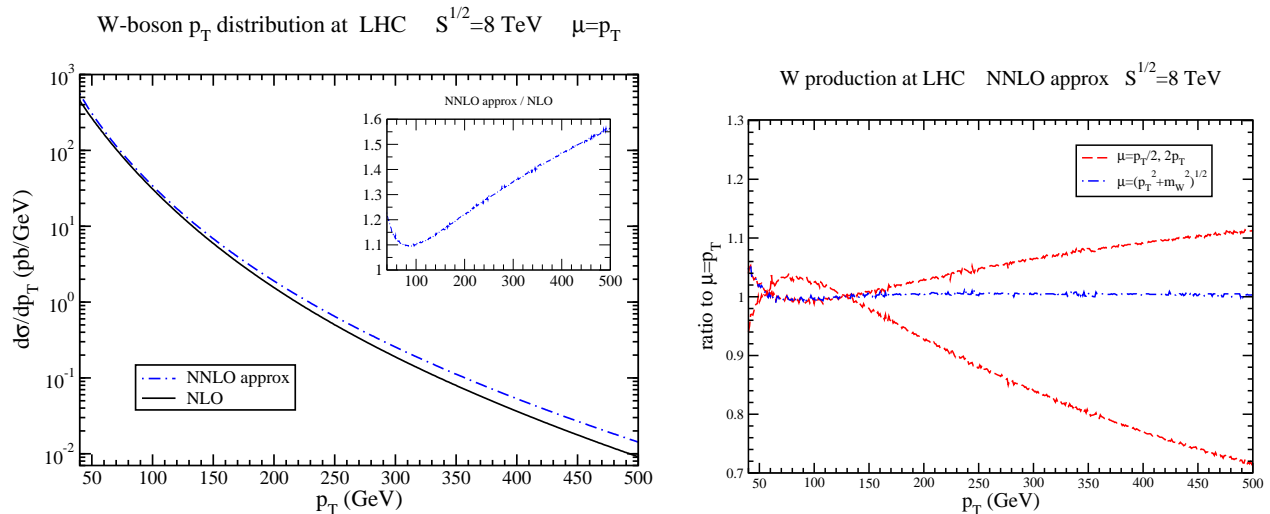 W-boson p_T distribution at LHC S^1/2=8 TeV μ=p_T
10^3
10^2
10^1
10^0
10^-1
10^-2
dσ/dp_T (pb/GeV)
NNLO approx / NLO
1.6
1.5
1.4
1.3
1.2
1.1
1
100 200 300 400 500
NNLO approx
NLO
50 100 150 200 250 300 350 400 450 500
p_T (GeV)
W production at LHC NNLO approx S^1/2=8 TeV
1.3
1.2
1.1
1
0.9
0.8
0.7
ratio to μ=p_T
μ=p_T/2, 2p_T
μ=(p_T^2+m_W^2)^1/2
50 100 150 200 250 300 350 400 450 500
p_T (GeV)